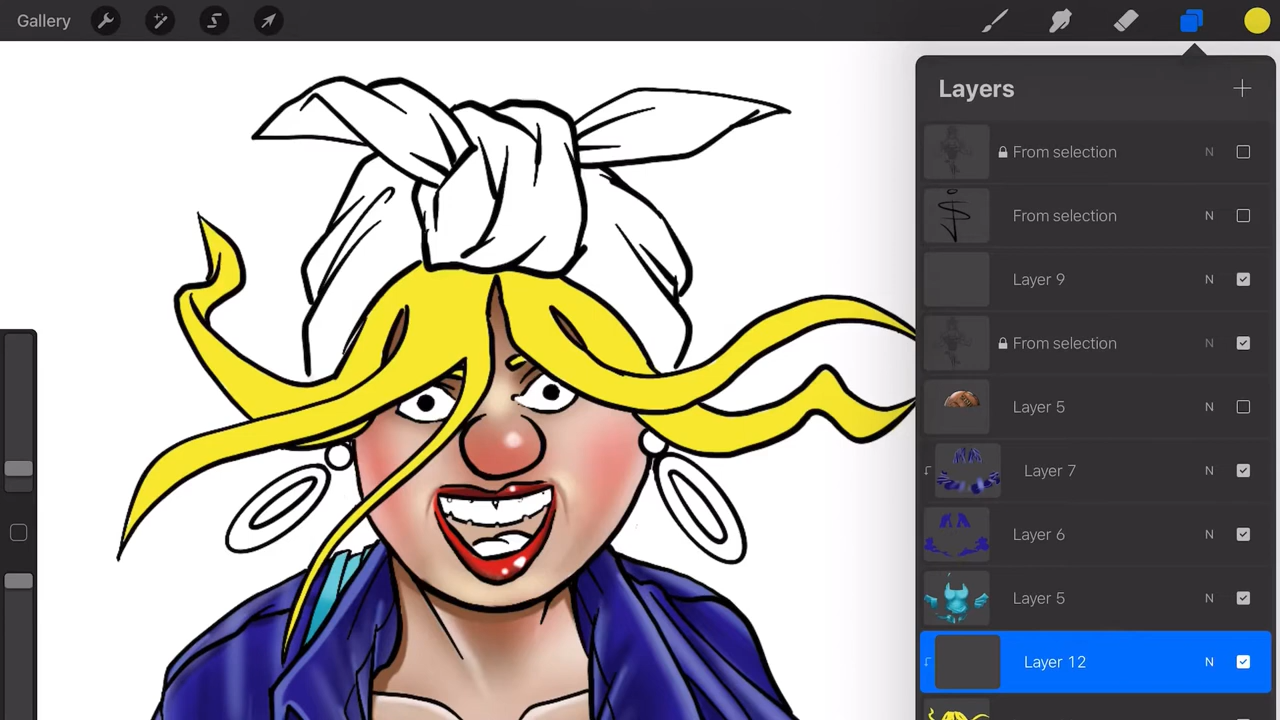 Gallery
Layers
From selection N
From selection N
Layer 9 N
From selection N
Layer 5 N
Layer 7 N
Layer 6 N
Layer 5 N
Layer 12 N